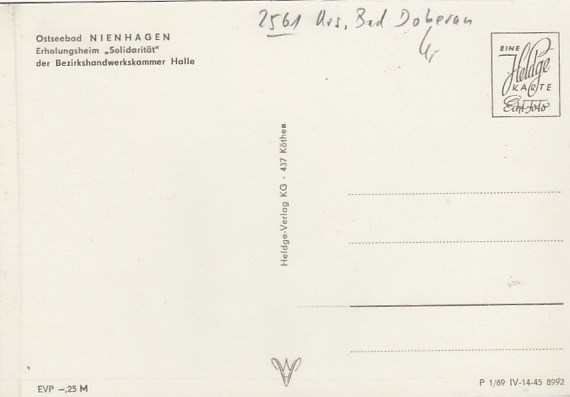 2561 Krs. Bad Doberan
Ostseebad NIENHAGEN
Erholungsheim „Solidarität"
der Bezirkshandwerkskammer Halle
EINE
Heldge
KARTE
Echt Foto
Heldge-Verlag KG · 437 Köthen
EVP –,25 M
P 1/69 IV-14-45 8992